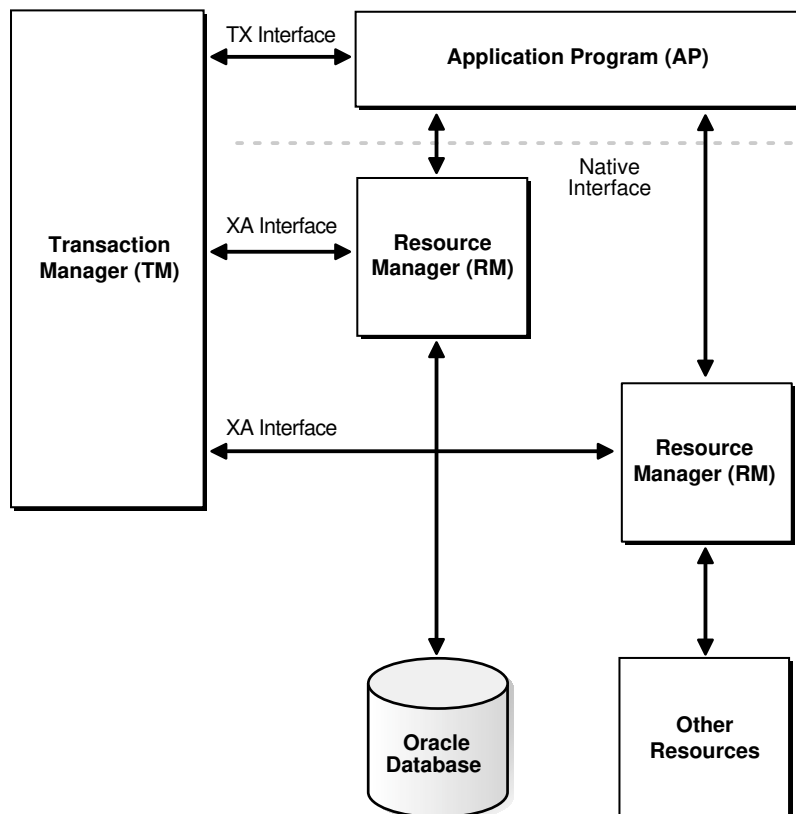 TX Interface
Application Program (AP)
Native
Interface
XA Interface
Transaction
Manager (TM)
Resource
Manager (RM)
XA Interface
Resource
Manager (RM)
Oracle
Database
Other
Resources